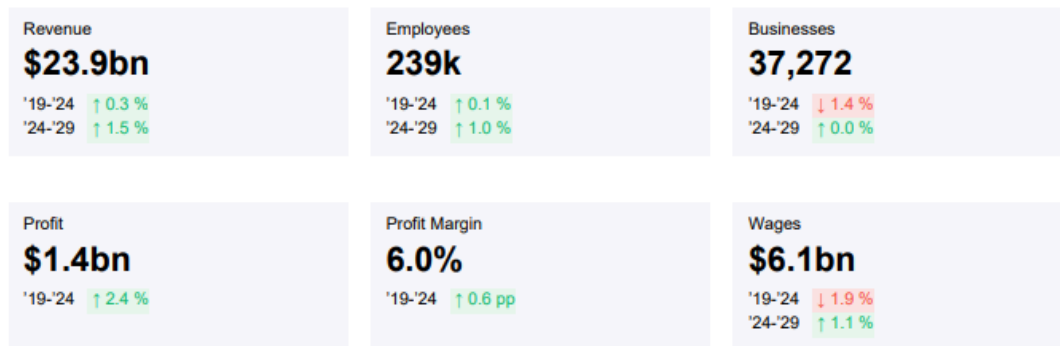 Revenue
$23.9bn
'19-'24 ↑ 0.3 %
'24-'29 ↑ 1.5 %
Employees
239k
'19-'24 ↑ 0.1 %
'24-'29 ↑ 1.0 %
Businesses
37,272
'19-'24 ↓ 1.4 %
'24-'29 ↑ 0.0 %
Profit
$1.4bn
'19-'24 ↑ 2.4 %
Profit Margin
6.0%
'19-'24 ↑ 0.6 pp
Wages
$6.1bn
'19-'24 ↓ 1.9 %
'24-'29 ↑ 1.1 %